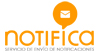 NOTIFICA
SERVICIO DE ENVÍO DE NOTIFICACIONES